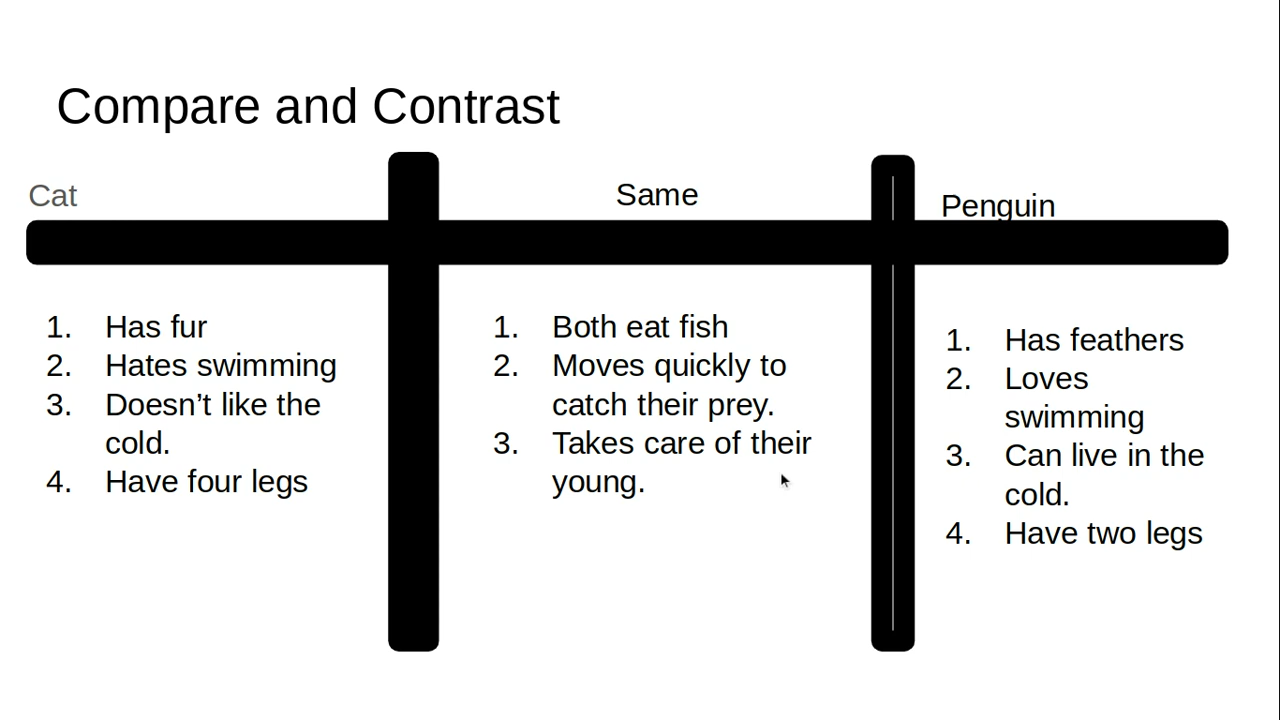 Compare and Contrast
Cat
Same
Penguin
1. Has fur
2. Hates swimming
3. Doesn’t like the
cold.
4. Have four legs
1. Both eat fish
2. Moves quickly to
catch their prey.
3. Takes care of their
young.
1. Has feathers
2. Loves
swimming
3. Can live in the
cold.
4. Have two legs